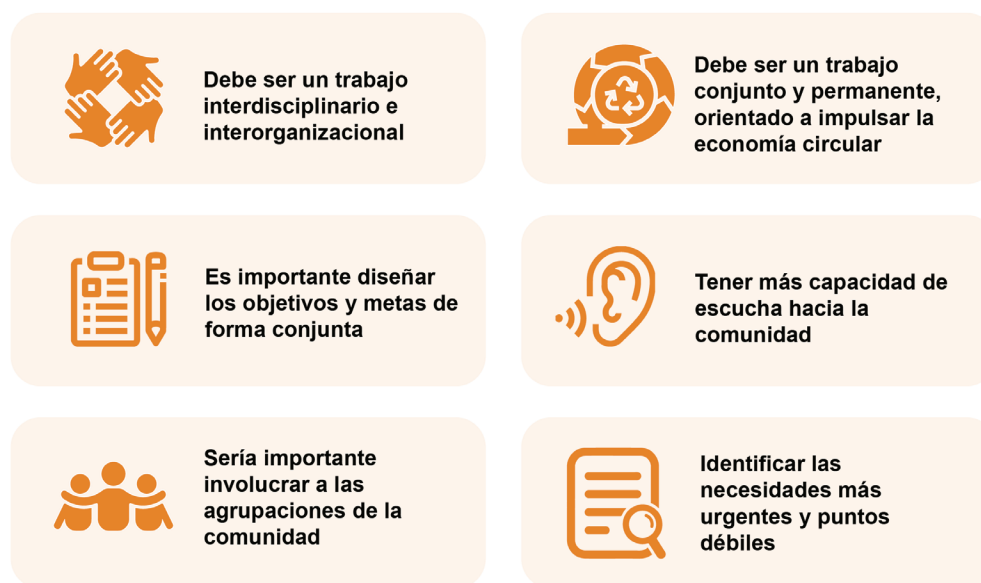 Debe ser un trabajo
interdisciplinario e
interorganizacional
Debe ser un trabajo
conjunto y permanente,
orientado a impulsar la
economía circular
Es importante diseñar
los objetivos y metas de
forma conjunta
Tener más capacidad de
escucha hacia la
comunidad
Sería importante
involucrar a las
agrupaciones de la
comunidad
Identificar las
necesidades más
urgentes y puntos
débiles